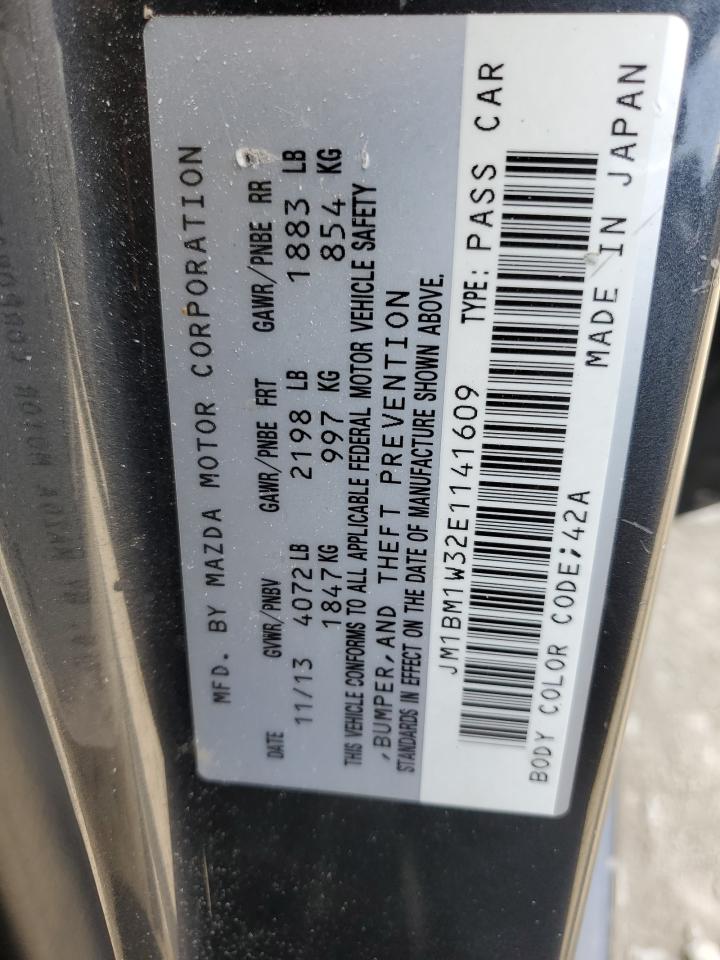 MFD. BY MAZDA MOTOR CORPORATION
DATE GVWR/PNBV GAWR/PNBE FRT GAWR/PNBE RR
11/13 4072 LB 2198 LB 1883 LB
1847 KG 997 KG 854 KG
THIS VEHICLE CONFORMS TO ALL APPLICABLE FEDERAL MOTOR VEHICLE SAFETY
,BUMPER,AND THEFT PREVENTION
STANDARDS IN EFFECT ON THE DATE OF MANUFACTURE SHOWN ABOVE.
JM1BM1W32E1141609 TYPE: PASS CAR
BODY COLOR CODE;42A MADE IN JAPAN